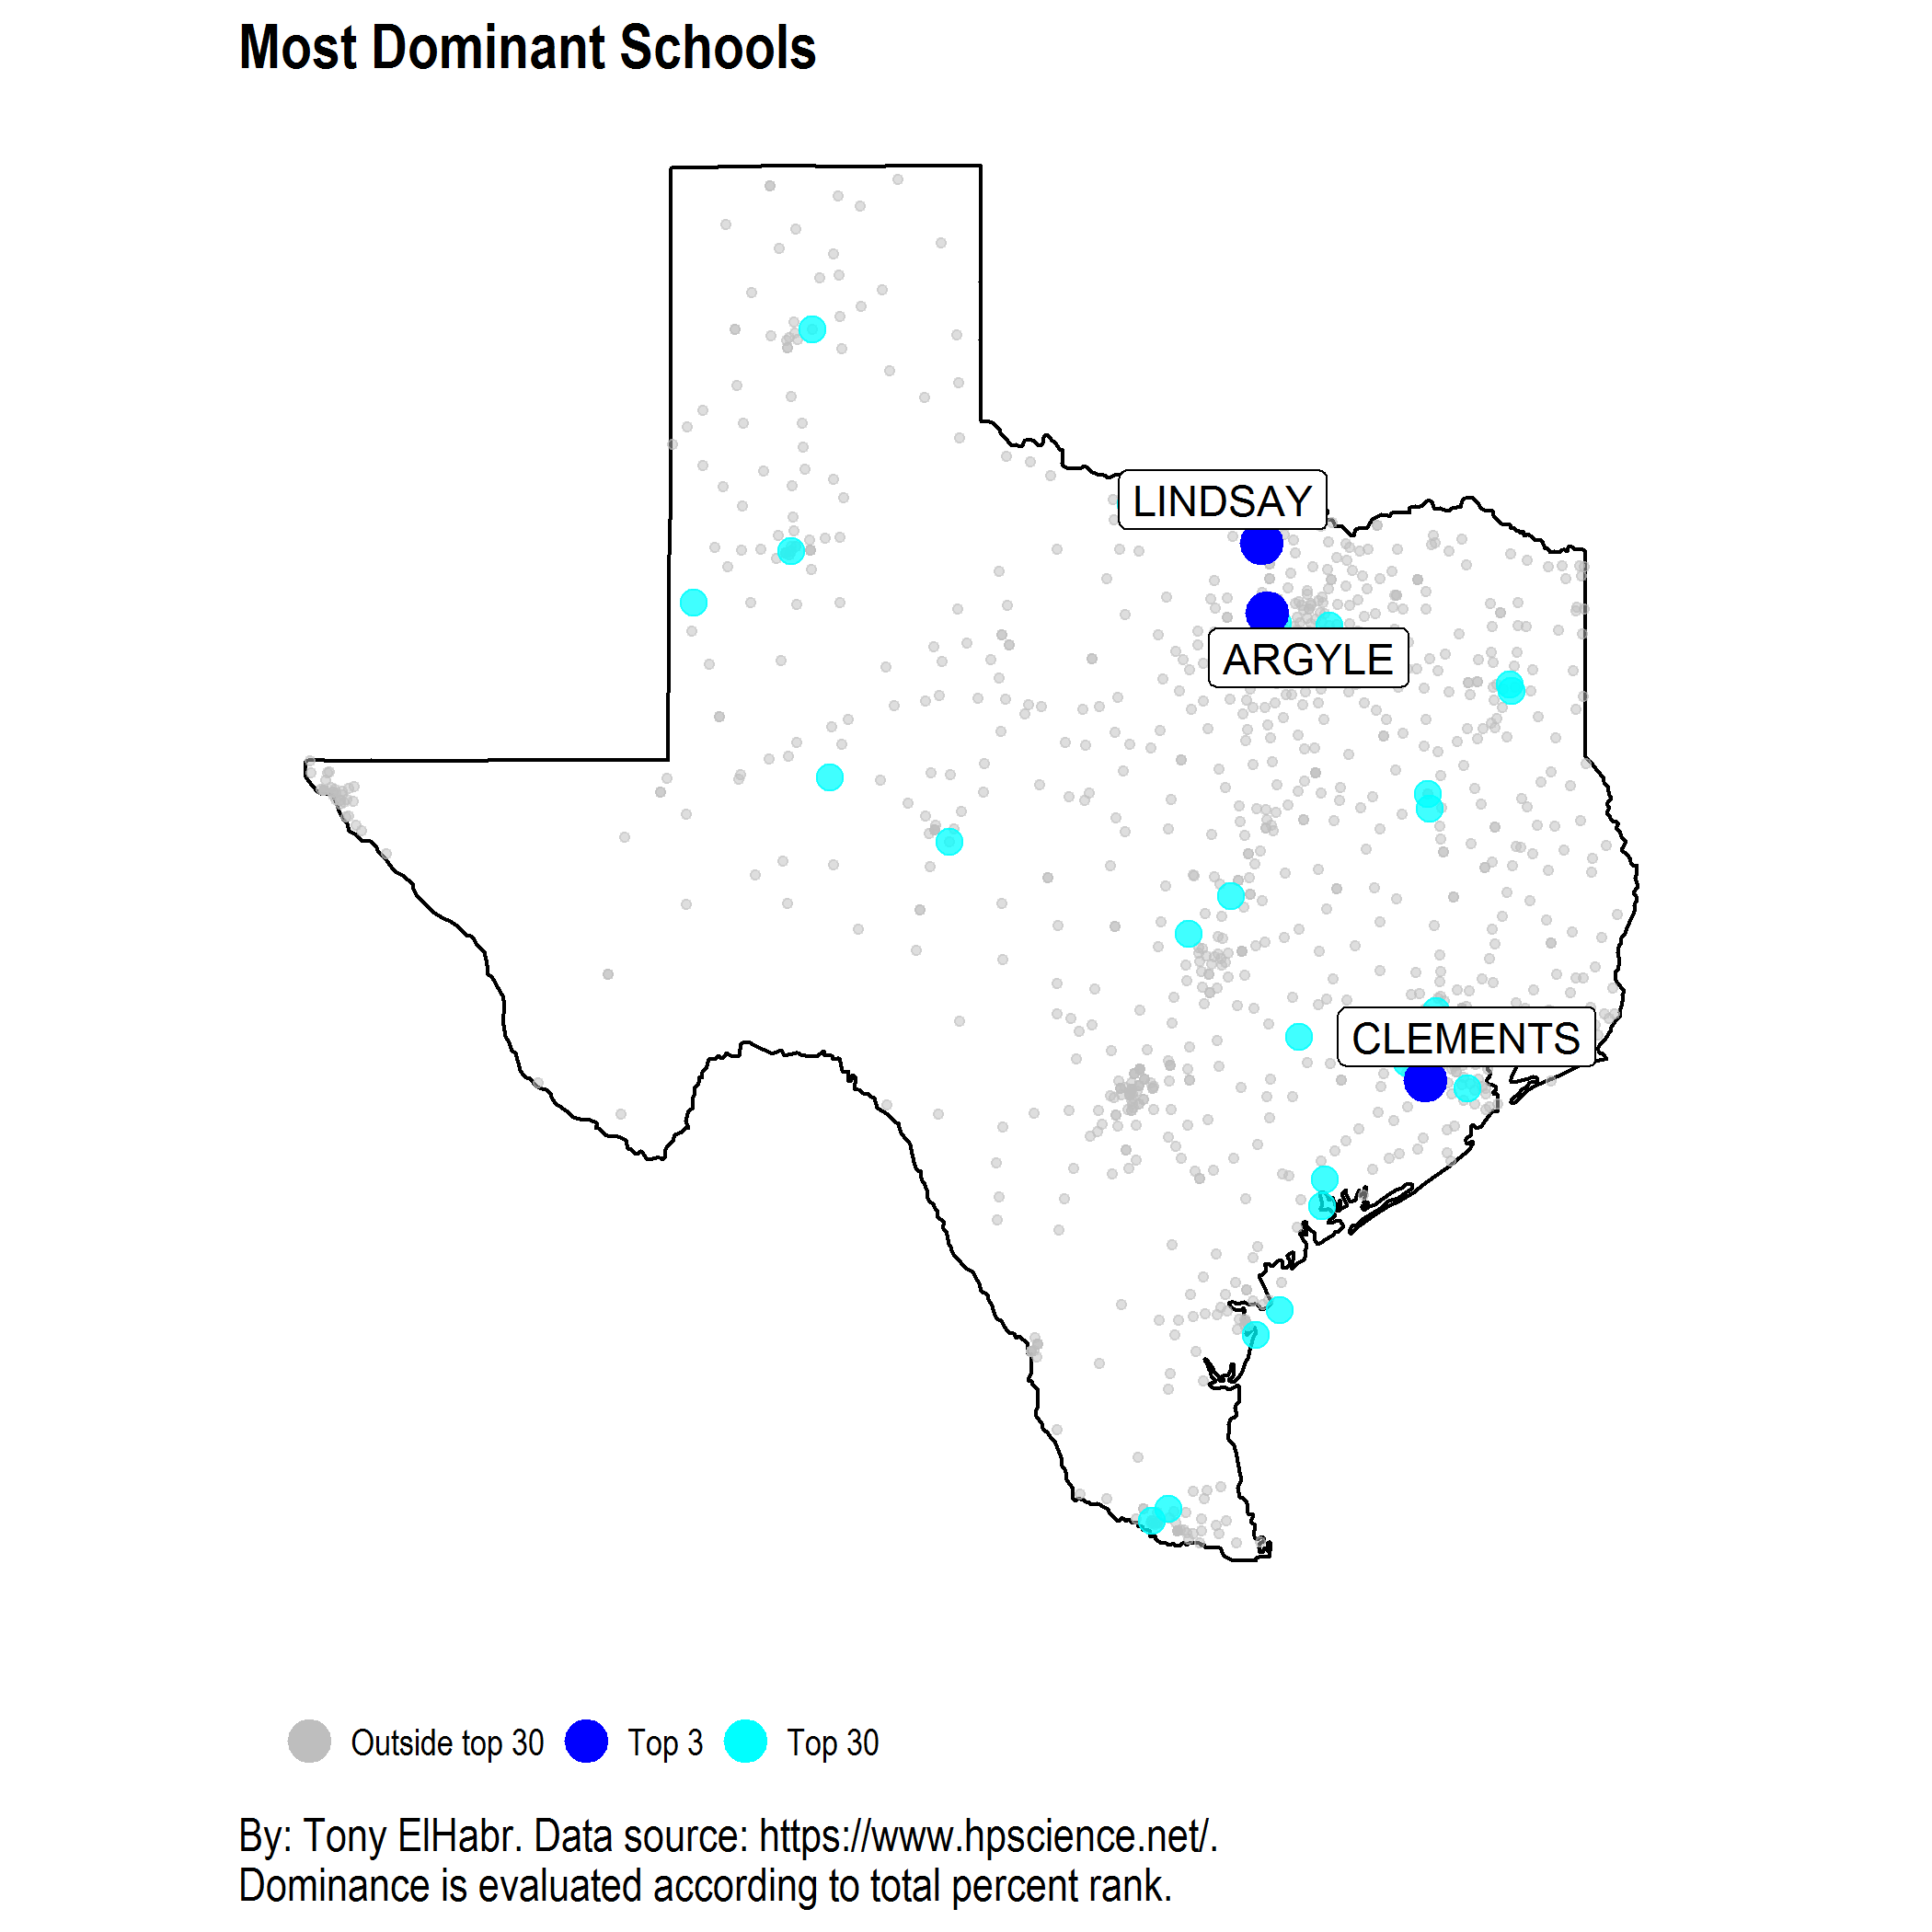 Most Dominant Schools
LINDSAY
ARGYLE
CLEMENTS
Outside top 30 Top 3 Top 30
By: Tony ElHabr. Data source: https://www.hpscience.net/.
Dominance is evaluated according to total percent rank.